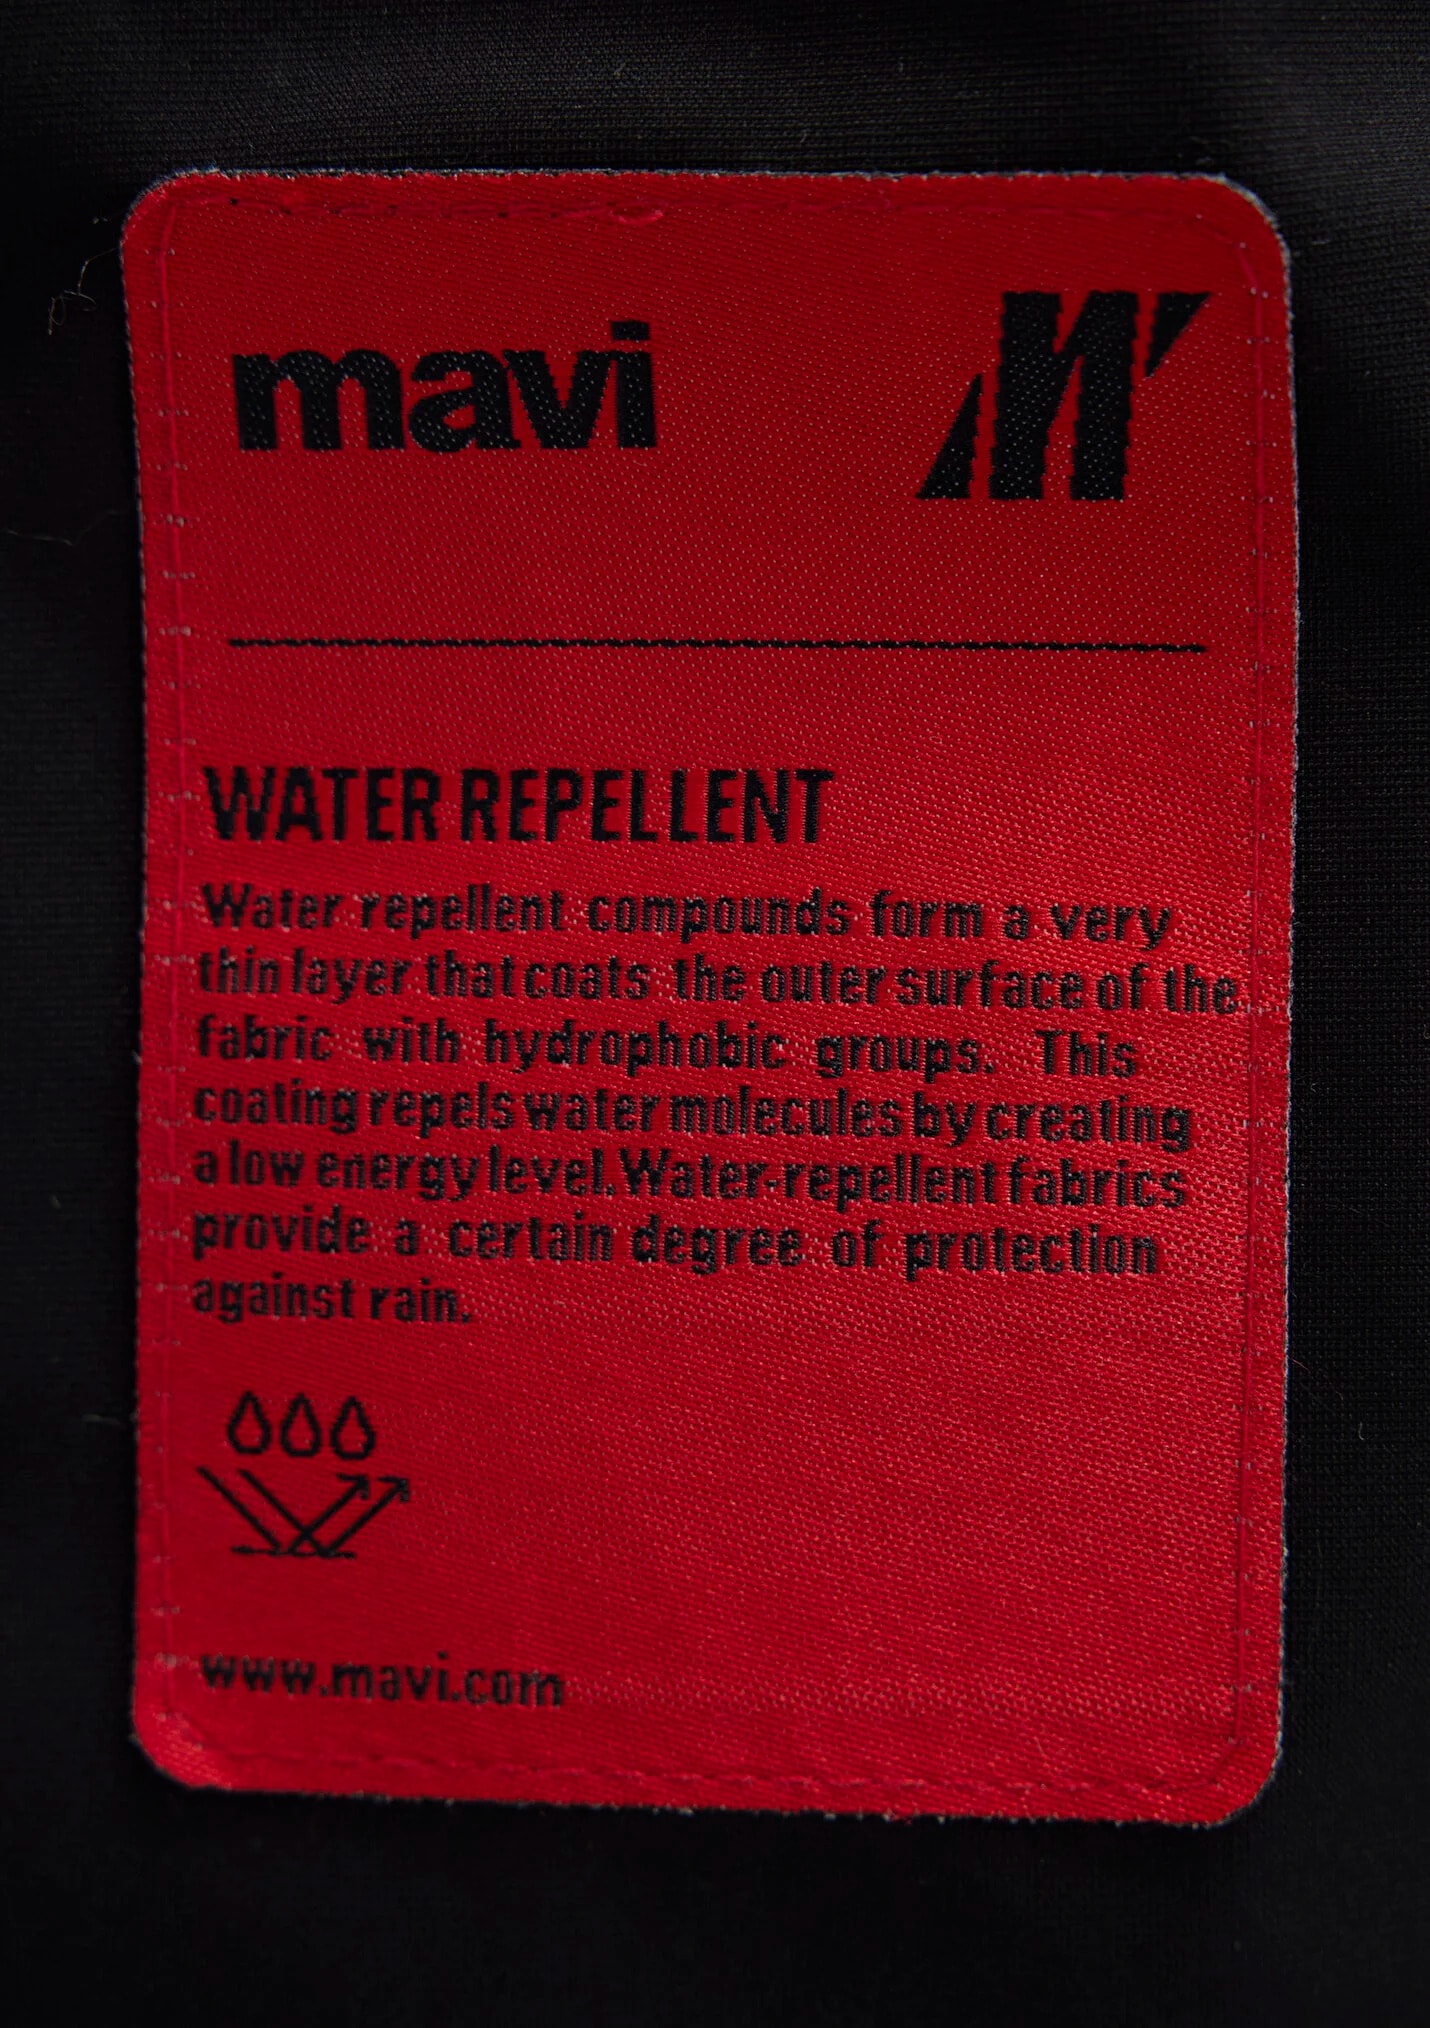 mavi
WATER REPELLENT
Water repellent compounds form a very
thin layer that coats the outer surface of the
fabric with hydrophobic groups. This
coating repels water molecules by creating
a low energy level. Water-repellent fabrics
provide a certain degree of protection
against rain.
www.mavi.com